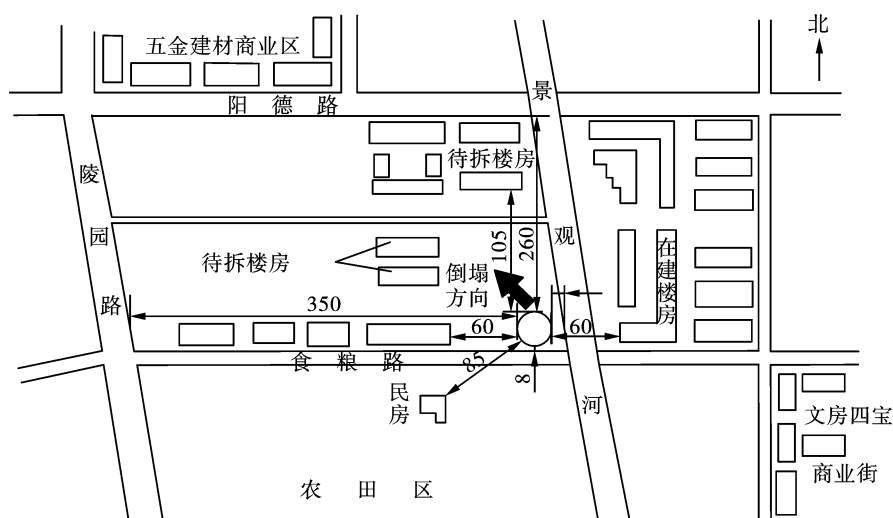 北
五金建材商业区
阳德路
景
观
河
陵
园
路
待拆楼房
105
260
在建楼房
待拆楼房
倒塌
方向
350
60
60
食粮路
85
8
民房
文房四宝
商业街
农田区